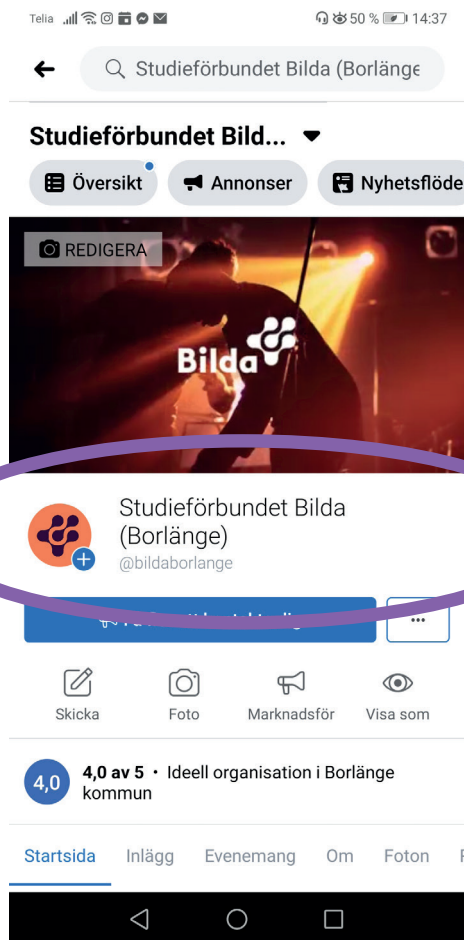 Telia 50 % 14:37
Studieförbundet Bilda (Borlänge
Studieförbundet Bild...
Översikt Annonser Nyhetsflöde
REDIGERA
Bilda
Studieförbundet Bilda
(Borlänge)
@bildaborlange
...
Skicka Foto Marknadsför Visa som
4,0 4,0 av 5 · Ideell organisation i Borlänge
kommun
Startsida Inlägg Evenemang Om Foton